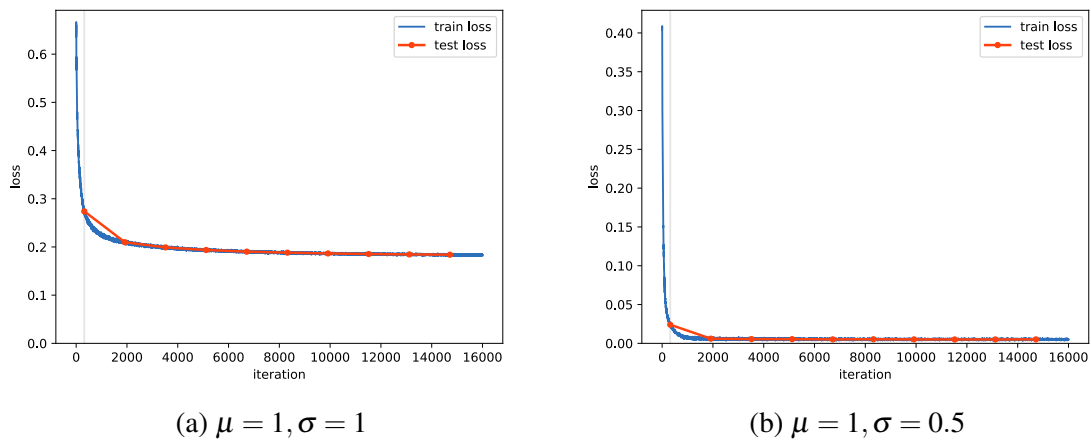 train loss
test loss
0.6
0.5
0.4
0.3
0.2
0.1
0.0
loss
0 2000 4000 6000 8000 10000 12000 14000 16000
iteration
(a) μ = 1, σ = 1
train loss
test loss
0.40
0.35
0.30
0.25
0.20
0.15
0.10
0.05
0.00
loss
0 2000 4000 6000 8000 10000 12000 14000 16000
iteration
(b) μ = 1, σ = 0.5